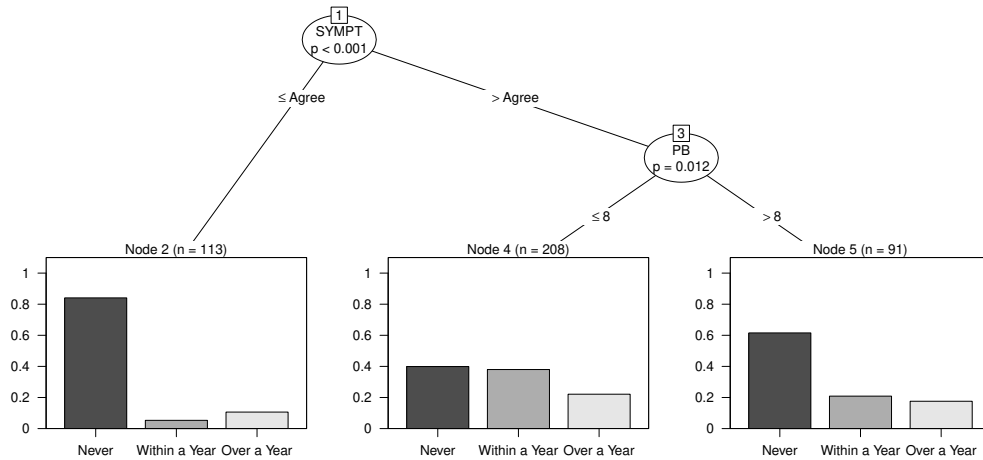 1
SYMPT
p < 0.001
≤ Agree
> Agree
3
PB
p = 0.012
≤ 8
> 8
Node 2 (n = 113)
1
0.8
0.6
0.4
0.2
0
Never Within a Year Over a Year
Node 4 (n = 208)
1
0.8
0.6
0.4
0.2
0
Never Within a Year Over a Year
Node 5 (n = 91)
1
0.8
0.6
0.4
0.2
0
Never Within a Year Over a Year